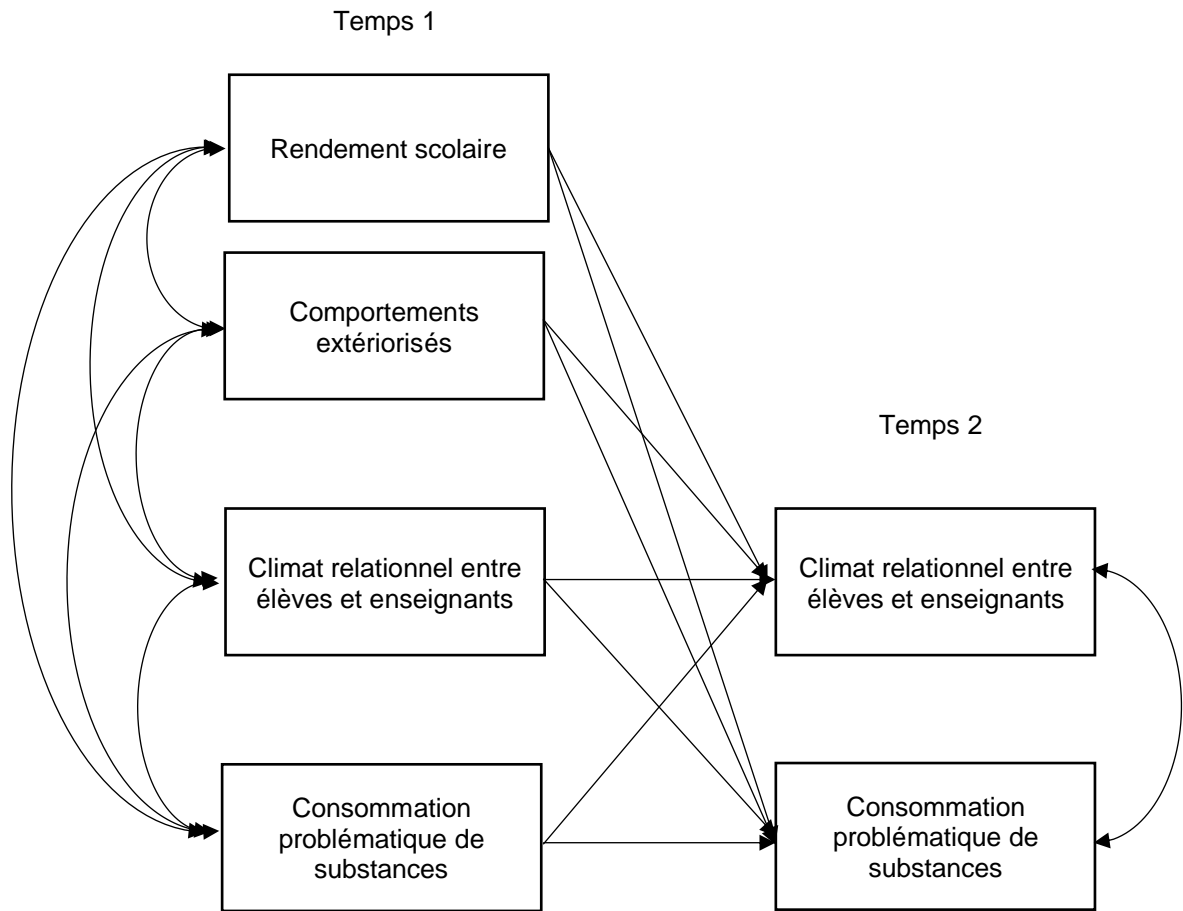 Temps 1
Rendement scolaire
Comportements
extériorisés
Temps 2
Climat relationnel entre
élèves et enseignants
Climat relationnel entre
élèves et enseignants
Consommation
problématique de
substances
Consommation
problématique de
substances